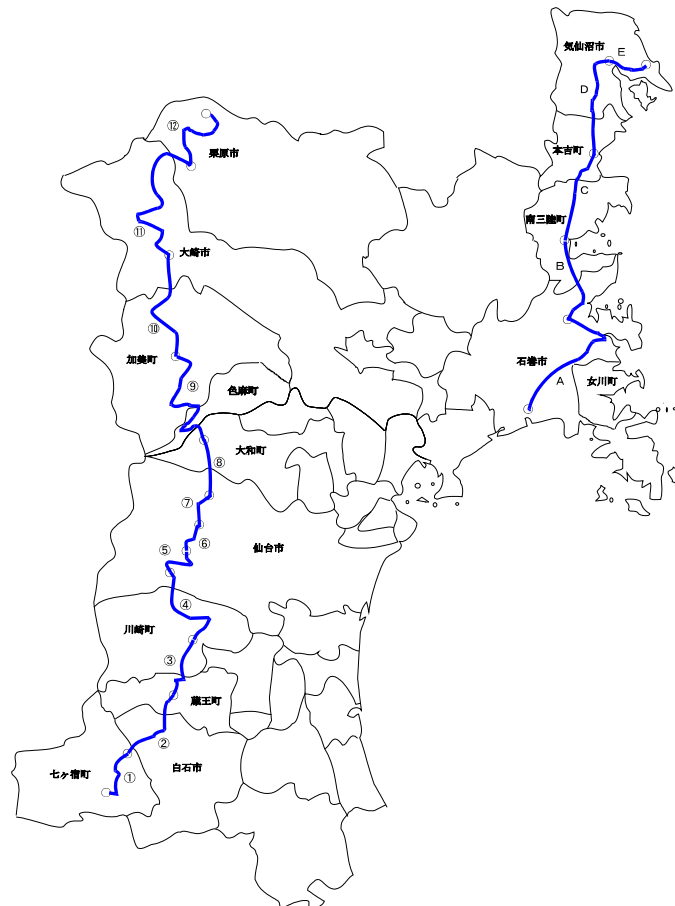 気仙沼市
E
D
⑫
栗原市
本吉町
C
南三陸町
⑪
大崎市
B
⑩
加美町
石巻市
A
女川町
⑨
色麻町
大和町
⑧
⑦
⑥
⑤
仙台市
④
川崎町
③
蔵王町
②
白石市
七ヶ宿町
①